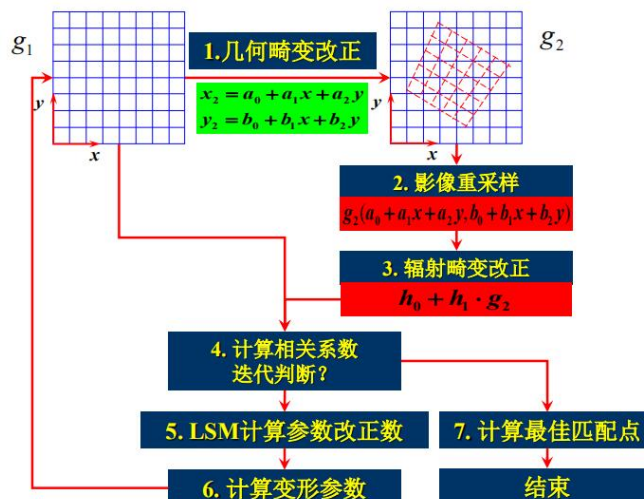 g₁
1.几何畸变改正
g₂
x₂ = a₀ + a₁x + a₂y
y₂ = b₀ + b₁x + b₂y
y
x
y
x
2. 影像重采样
g₂(a₀+a₁x+a₂y,b₀+b₁x+b₂y)
3. 辐射畸变改正
h₀ + h₁ · g₂
4. 计算相关系数
迭代判断？
5. LSM计算参数改正数
7. 计算最佳匹配点
6. 计算变形参数
结束